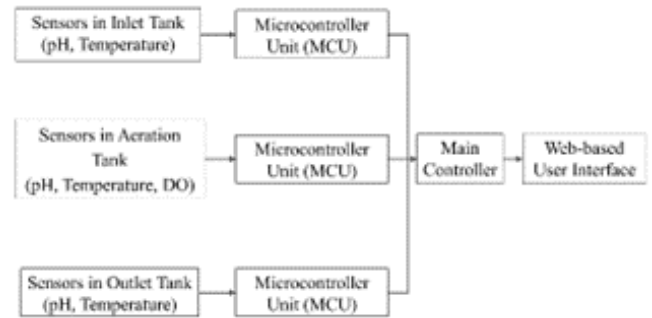 Sensors in Inlet Tank
(pH, Temperature)
Microcontroller
Unit (MCU)
Sensors in Aeration
Tank
(pH, Temperature, DO)
Microcontroller
Unit (MCU)
Main
Controller
Web-based
User Interface
Sensors in Outlet Tank
(pH, Temperature)
Microcontroller
Unit (MCU)